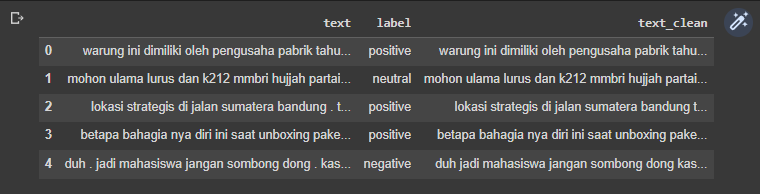 text label text_clean
0 warung ini dimiliki oleh pengusaha pabrik tahu... positive warung ini dimiliki oleh pengusaha pabrik tahu...
1 mohon ulama lurus dan k212 mmbri hujjah partai... neutral mohon ulama lurus dan k212 mmbri hujjah partai...
2 lokasi strategis di jalan sumatera bandung . t... positive lokasi strategis di jalan sumatera bandung t...
3 betapa bahagia nya diri ini saat unboxing pake... positive betapa bahagia nya diri ini saat unboxing pake...
4 duh . jadi mahasiswa jangan sombong dong . kas... negative duh jadi mahasiswa jangan sombong dong kas...